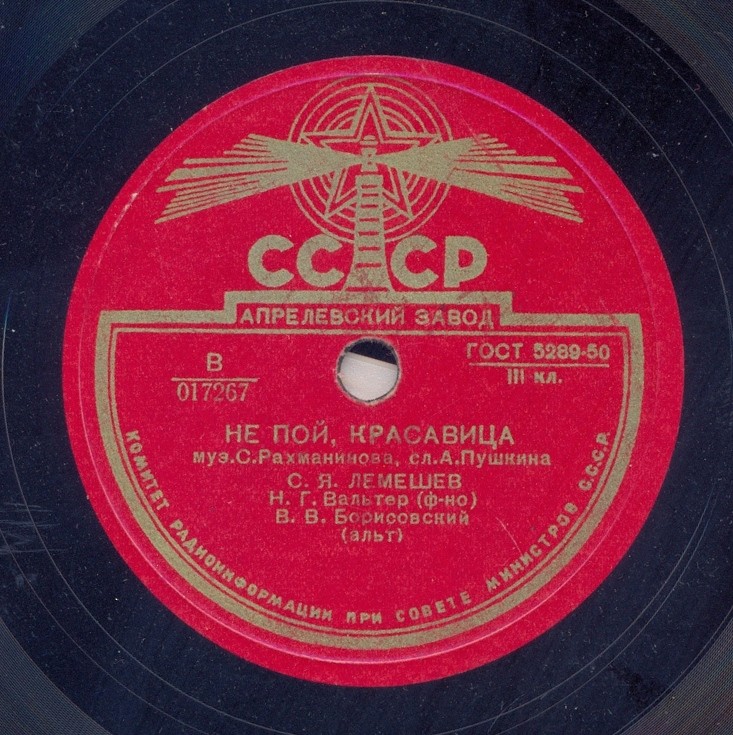 СССР
АПРЕЛЕВСКИЙ ЗАВОД
В
017267
ГОСТ 5289-50
III кл.
НЕ ПОЙ, КРАСАВИЦА
муз.С.Рахманинова, сл.А.Пушкина
С. Я. ЛЕМЕШЕВ
Н. Г. Вальтер (ф-но)
В. В. Борисовский
(альт)
КОМИТЕТ РАДИОИНФОРМАЦИИ ПРИ СОВЕТЕ МИНИСТРОВ С.С.С.Р.